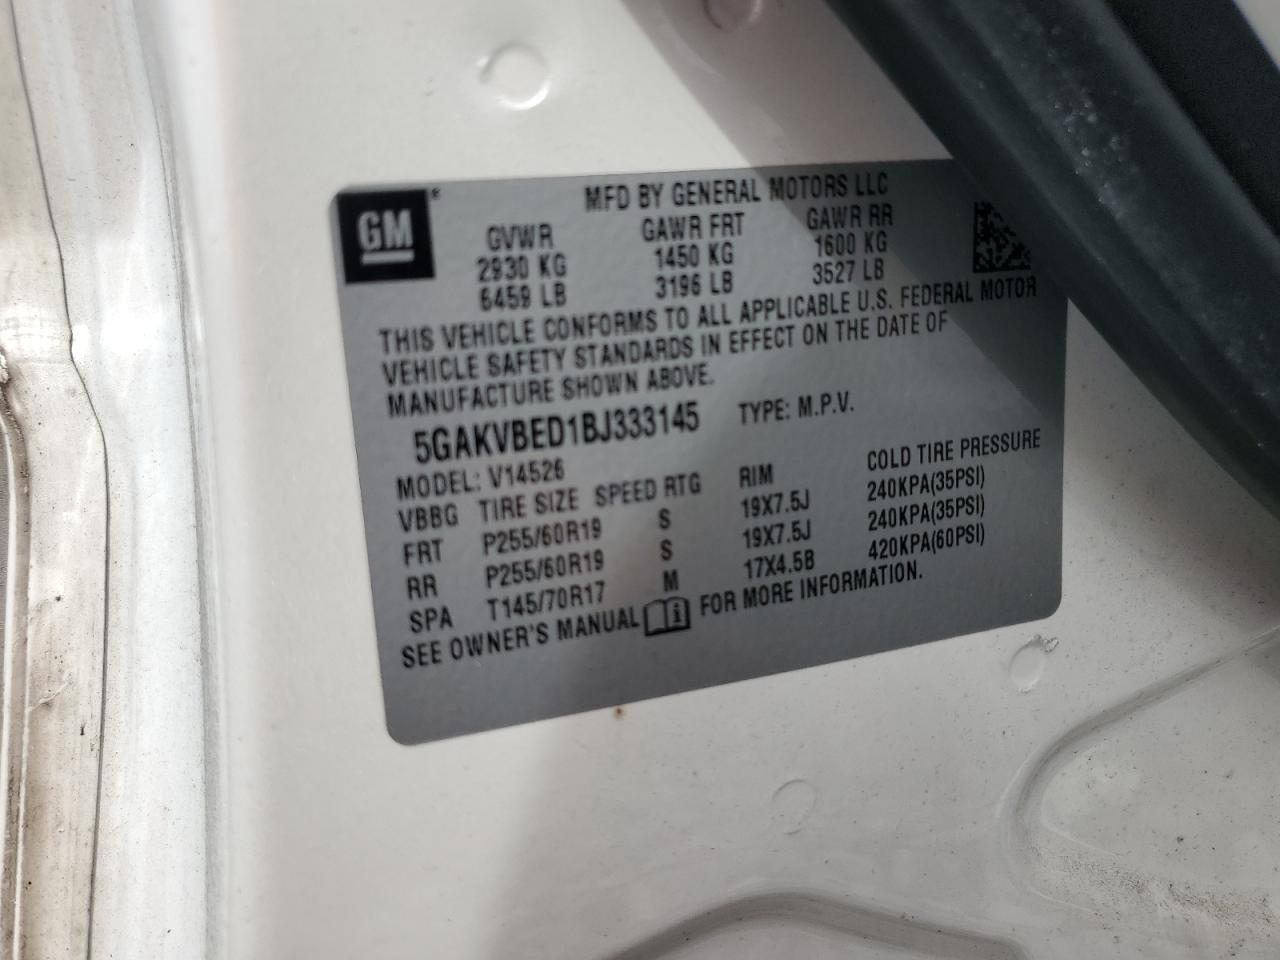 GM®
MFD BY GENERAL MOTORS LLC
GVWR GAWR FRT GAWR RR
2930 KG 1450 KG 1600 KG
6459 LB 3196 LB 3527 LB
THIS VEHICLE CONFORMS TO ALL APPLICABLE U.S. FEDERAL MOTOR
VEHICLE SAFETY STANDARDS IN EFFECT ON THE DATE OF
MANUFACTURE SHOWN ABOVE.
5GAKVBED1BJ333145 TYPE: M.P.V.
MODEL: V14526
VBBG TIRE SIZE SPEED RTG RIM COLD TIRE PRESSURE
FRT P255/60R19 S 19X7.5J 240KPA(35PSI)
RR P255/60R19 S 19X7.5J 240KPA(35PSI)
SPA T145/70R17 M 17X4.5B 420KPA(60PSI)
SEE OWNER'S MANUAL i FOR MORE INFORMATION.